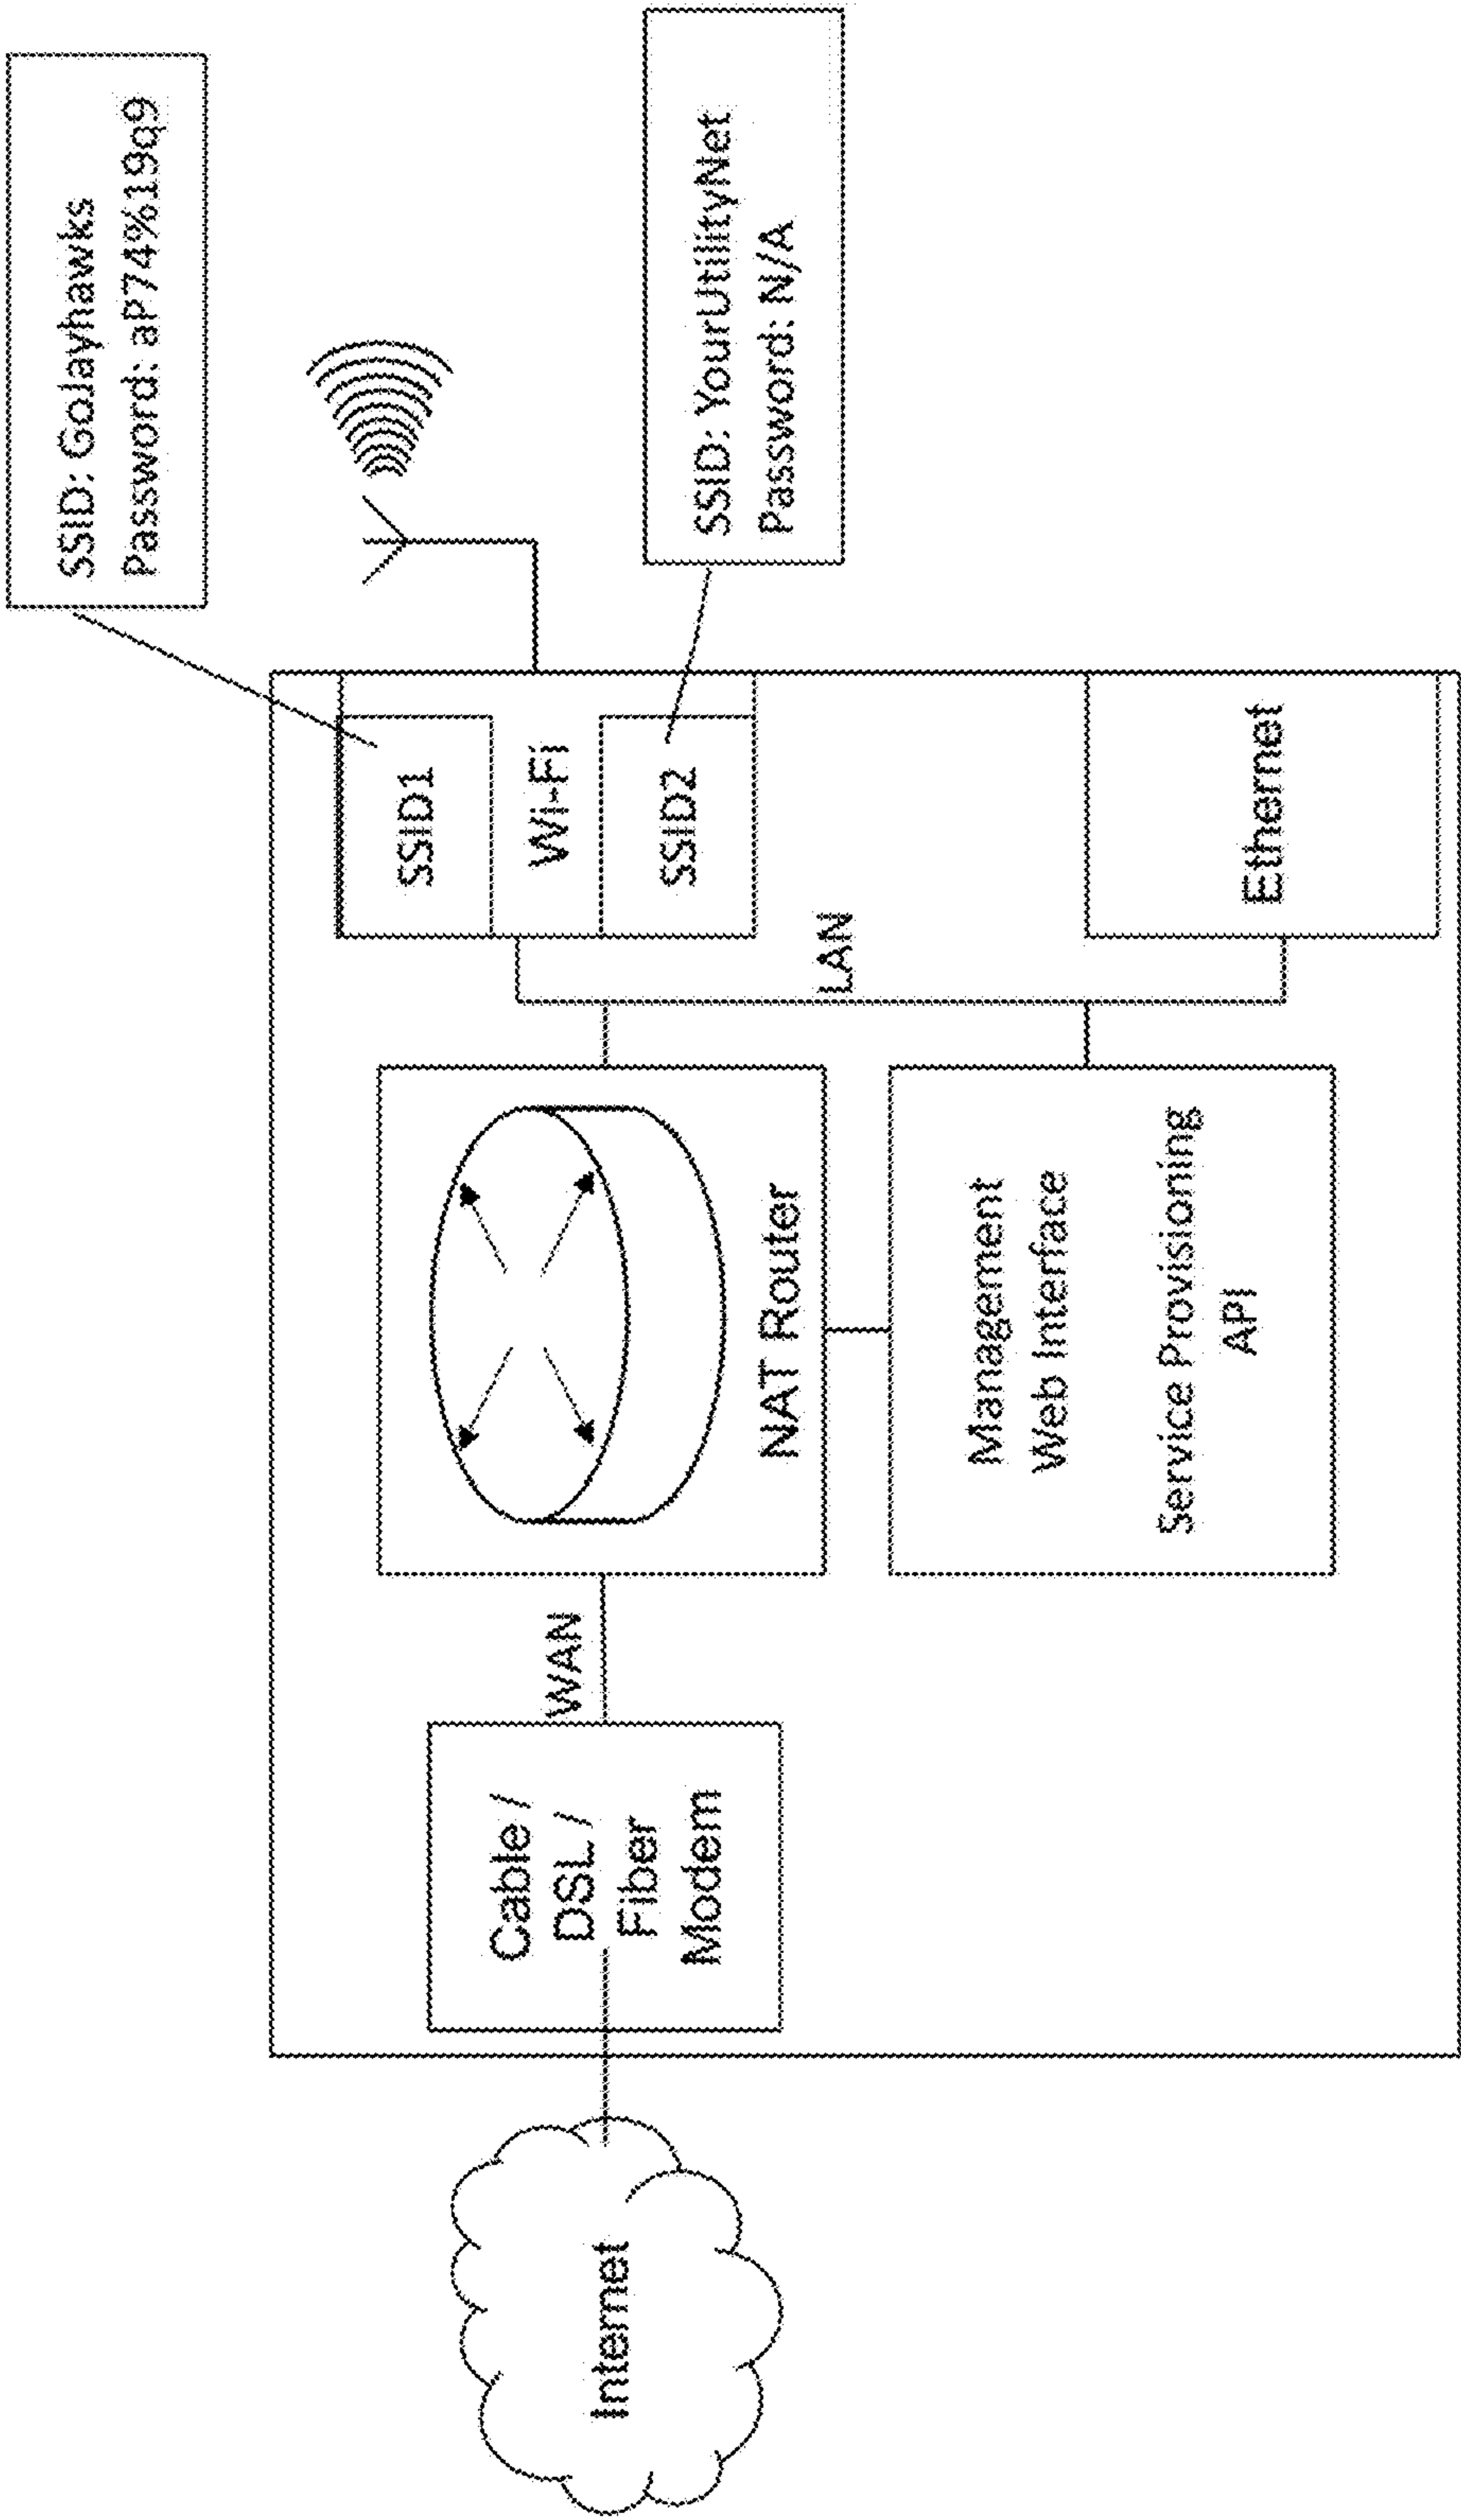 SSID: GoJayhawks
Password: aP74%19q9
SSID: YourUtilityNet
Password: N/A
Internet
Cable /
DSL /
Fiber
Modem
WAN
NAT Router
Management
Web Interface
Service Provisioning
API
LAN
SSID1
Wi-Fi
SSID2
Ethernet